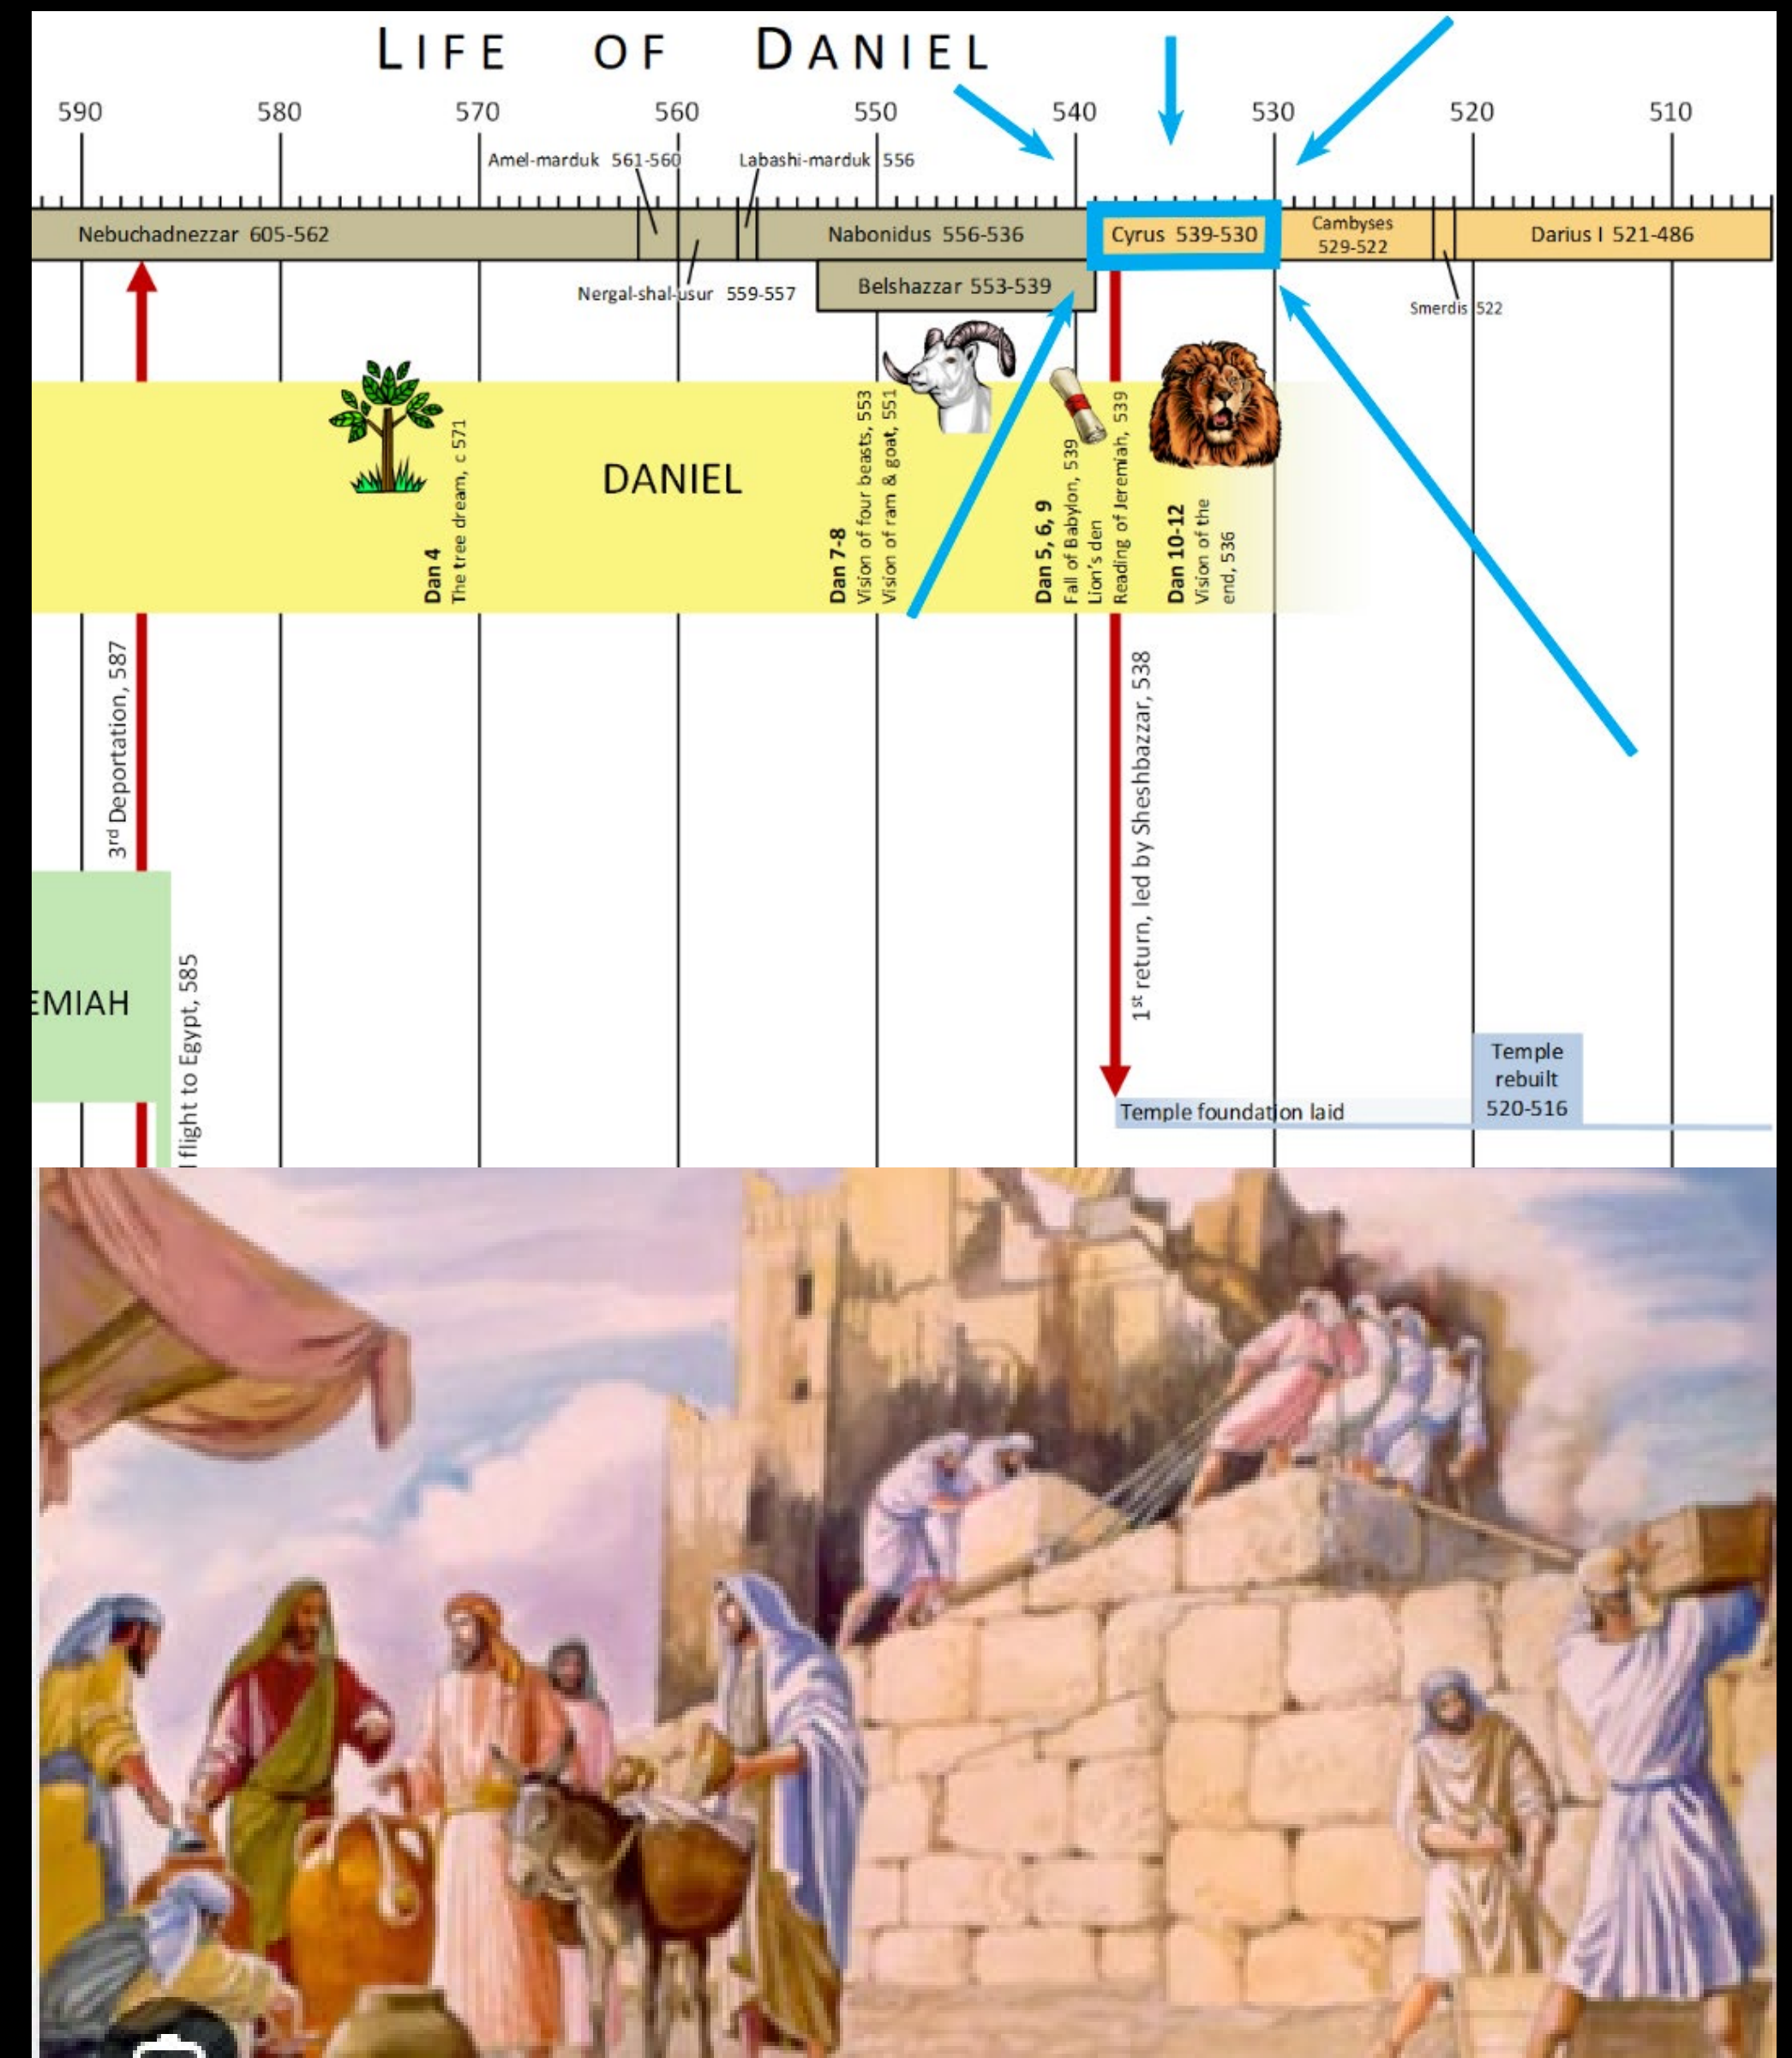 LIFE OF DANIEL
590 580 570 560 550 540 530 520 510
Amel-marduk 561-560
Labashi-marduk 556
Nebuchadnezzar 605-562
Nabonidus 556-536
Cyrus 539-530
Cambyses
529-522
Darius I 521-486
Nergal-shal-usur 559-557
Belshazzar 553-539
Smerdis 522
DANIEL
Dan 4
The tree dream, c 571
Dan 7-8
Vision of four beasts, 553
Vision of ram & goat, 551
Dan 5, 6, 9
Fall of Babylon, 539
Lion's den
Reading of Jeremiah, 539
Dan 10-12
Vision of the
end, 536
3rd Deportation, 587
1st return, led by Sheshbazzar, 538
EMIAH
flight to Egypt, 585
Temple
rebuilt
520-516
Temple foundation laid